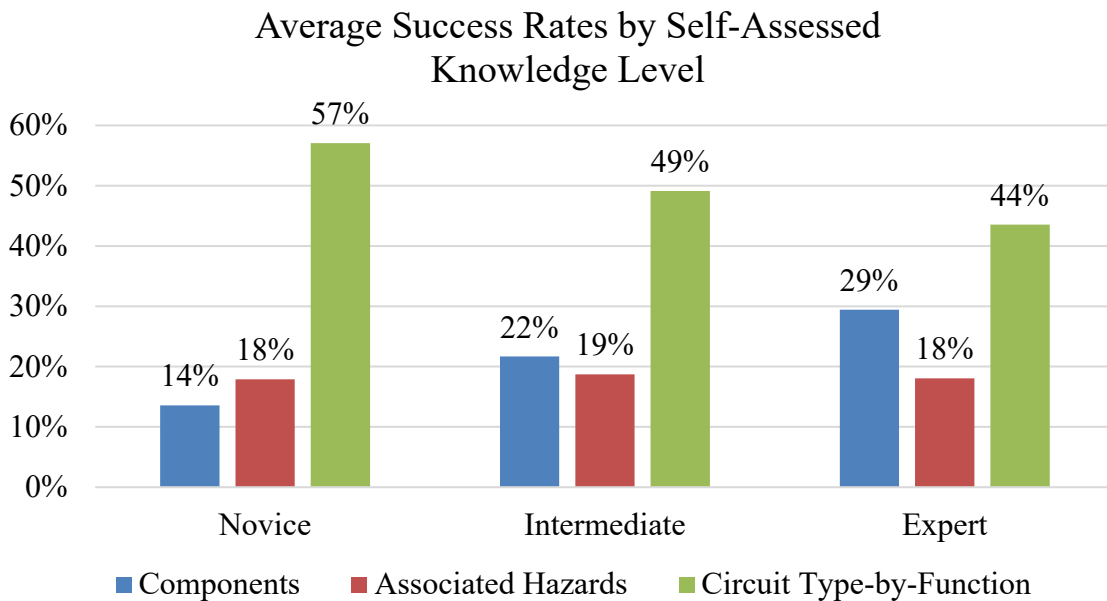 Average Success Rates by Self-Assessed
Knowledge Level
60%
50%
40%
30%
20%
10%
0%
14%
18%
57%
22%
19%
49%
29%
18%
44%
Novice
Intermediate
Expert
Components
Associated Hazards
Circuit Type-by-Function